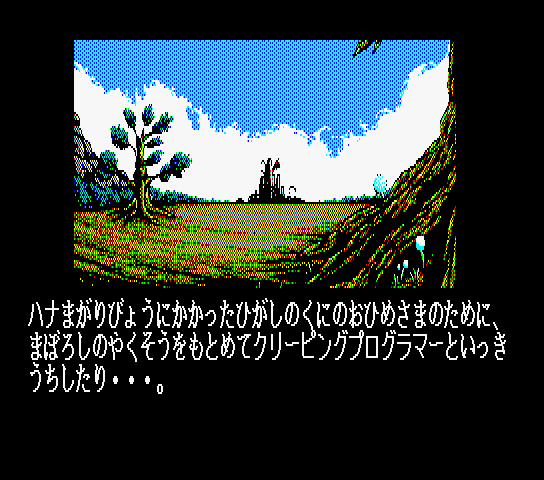 ハナまがりびょうにかかったひがしのくにのおひめさまのために、
まぼろしのやくそうをもとめてクリーピングプログラマーといっき
うちしたり・・・。